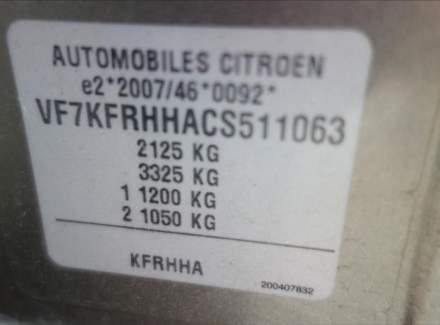 AUTOMOBILES CITROEN
e2*2007/46*0092*
VF7KFRHHACS511063
2125 KG
3325 KG
1 1200 KG
2 1050 KG
KFRHHA
200407832